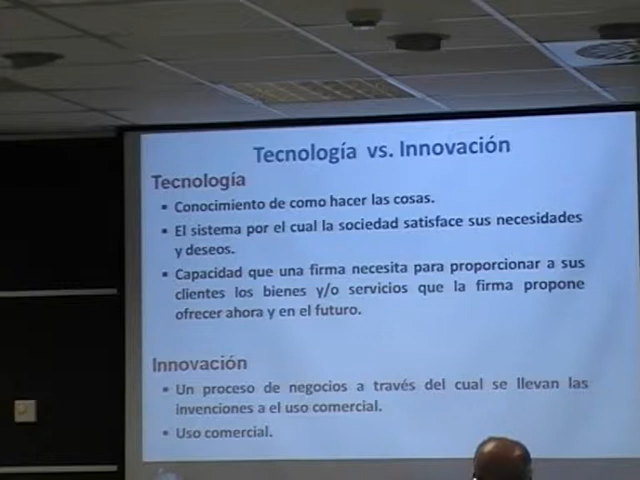 Tecnología vs. Innovación
Tecnología
▪ Conocimiento de como hacer las cosas.
▪ El sistema por el cual la sociedad satisface sus necesidades
y deseos.
▪ Capacidad que una firma necesita para proporcionar a sus
clientes los bienes y/o servicios que la firma propone
ofrecer ahora y en el futuro.
Innovación
▪ Un proceso de negocios a través del cual se llevan las
invenciones a el uso comercial.
▪ Uso comercial.